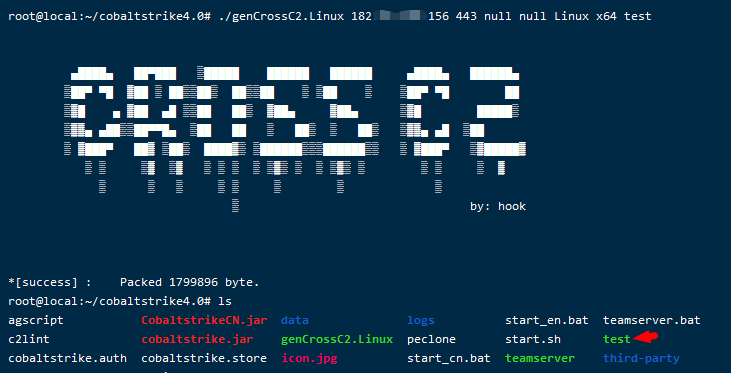 root@local:~/cobaltstrike4.0# ./genCrossC2.Linux 182 156 443 null null Linux x64 test
CROSS C2
by: hook
*[success] : Packed 1799896 byte.
root@local:~/cobaltstrike4.0# ls
agscript CobaltstrikeCN.jar data logs start_en.bat teamserver.bat
c2lint cobaltstrike.jar genCrossC2.Linux peclone start.sh test
cobaltstrike.auth cobaltstrike.store icon.jpg start_cn.bat teamserver third-party